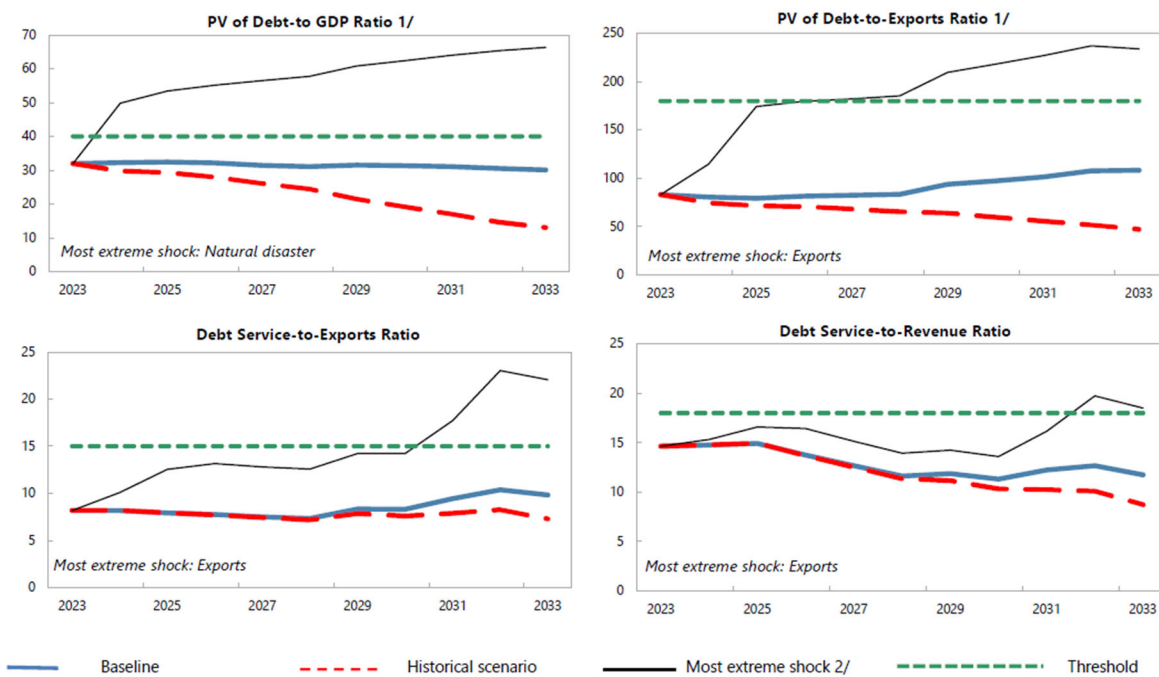 PV of Debt-to GDP Ratio 1/
70
60
50
40
30
20
10
0
Most extreme shock: Natural disaster
2023 2025 2027 2029 2031 2033
PV of Debt-to-Exports Ratio 1/
250
200
150
100
50
0
Most extreme shock: Exports
2023 2025 2027 2029 2031 2033
Debt Service-to-Exports Ratio
25
20
15
10
5
0
Most extreme shock: Exports
2023 2025 2027 2029 2031 2033
Debt Service-to-Revenue Ratio
25
20
15
10
5
0
Most extreme shock: Exports
2023 2025 2027 2029 2031 2033
Baseline Historical scenario Most extreme shock 2/ Threshold